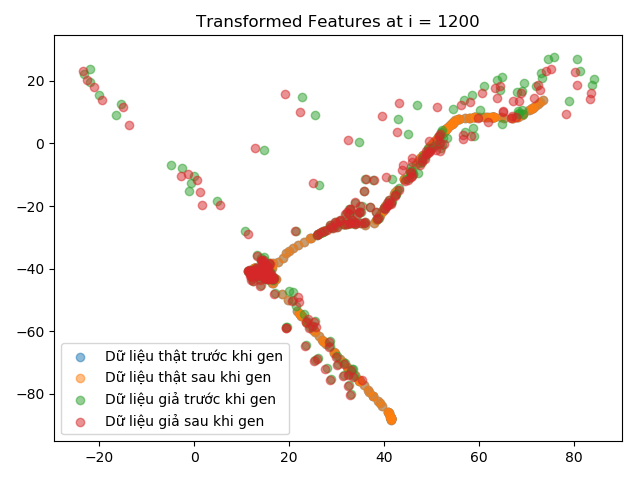 Transformed Features at i = 1200
20
0
−20
−40
−60
−80
Dữ liệu thật trước khi gen
Dữ liệu thật sau khi gen
Dữ liệu giả trước khi gen
Dữ liệu giả sau khi gen
−20 0 20 40 60 80